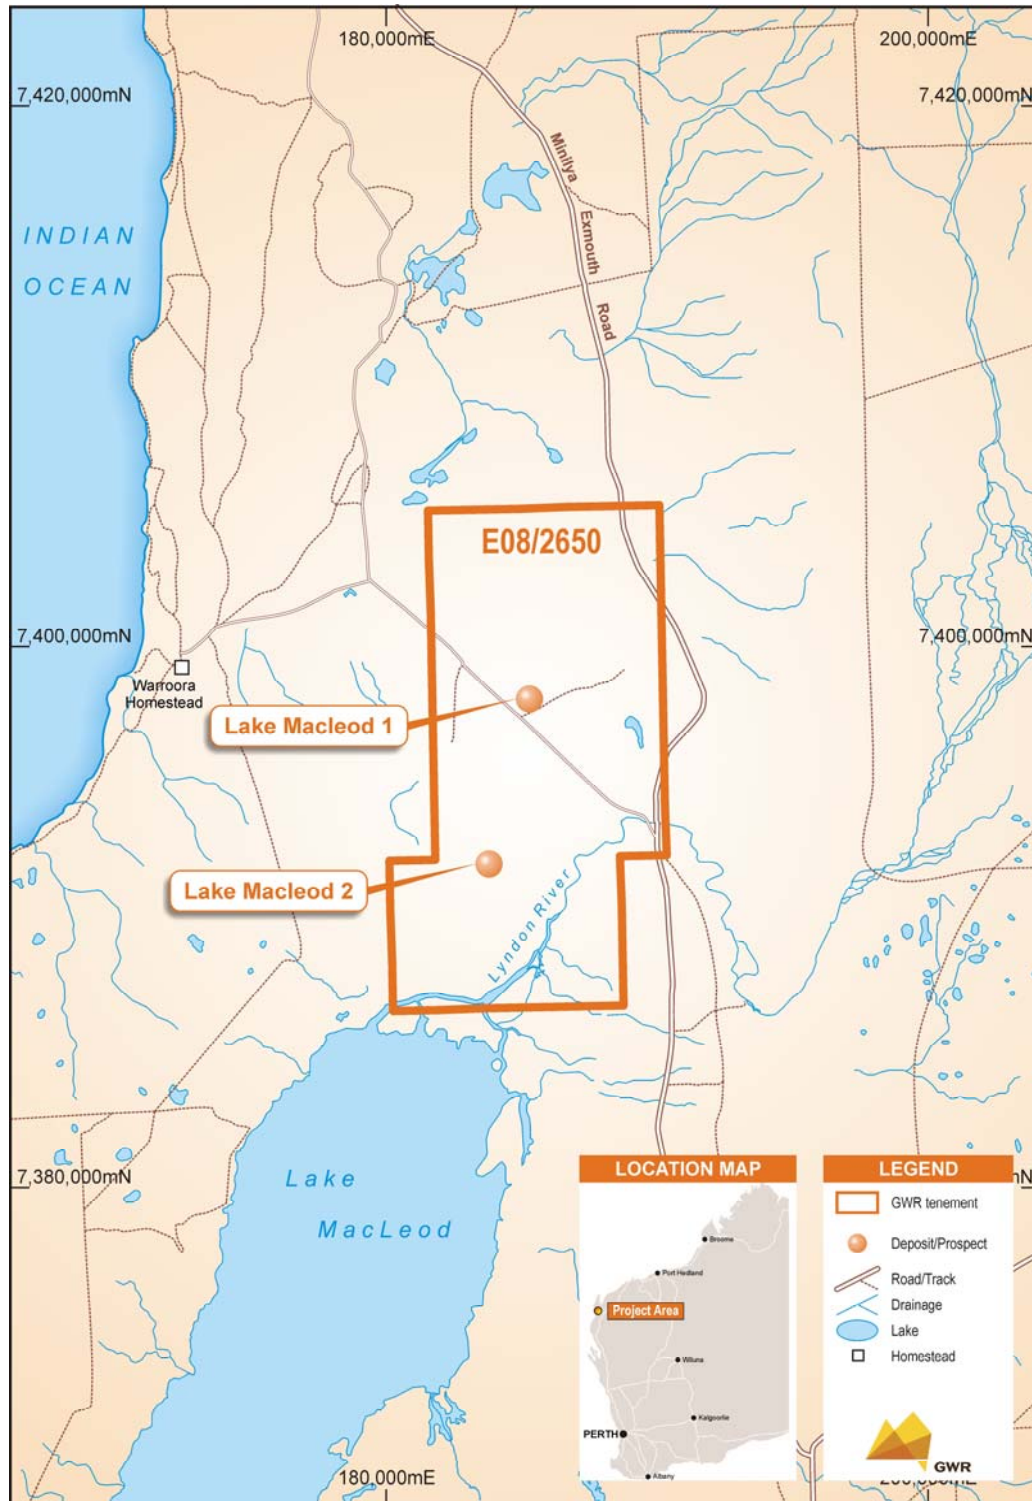 180,000mE
200,000mE
7,420,000mN
7,420,000mN
Minilya
Exmouth
Road
INDIAN
OCEAN
E08/2650
7,400,000mN
7,400,000mN
Warroora
Homestead
Lake Macleod 1
Lake Macleod 2
Lyndon River
7,380,000mN
mN
Lake
MacLeod
LOCATION MAP
Broome
Port Hedland
Project Area
Wiluna
Kalgoorlie
PERTH
Albany
LEGEND
GWR tenement
Deposit/Prospect
Road/Track
Drainage
Lake
Homestead
GWR
180,000mE